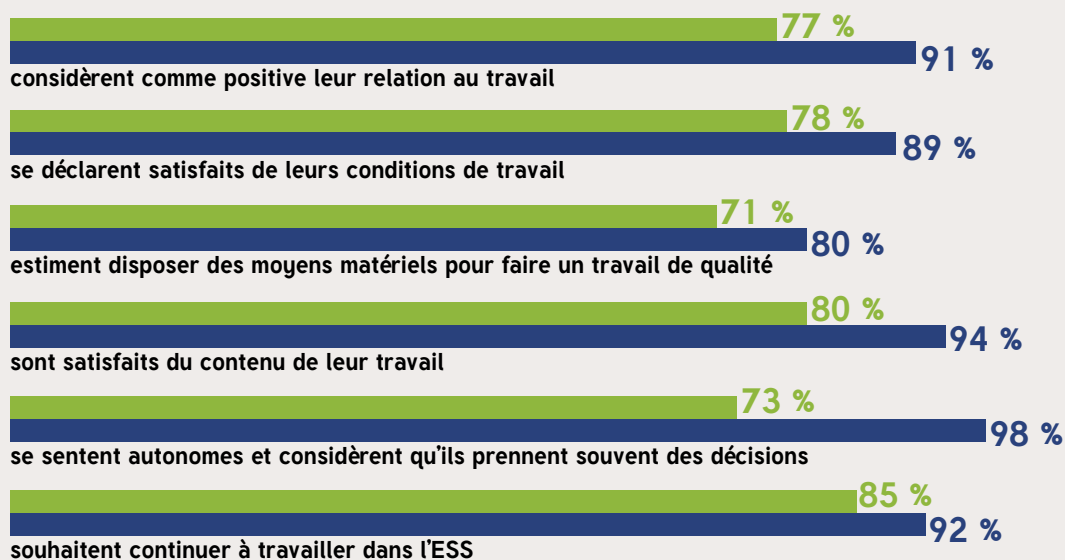 77 %
91 %
considèrent comme positive leur relation au travail
78 %
89 %
se déclarent satisfaits de leurs conditions de travail
71 %
80 %
estiment disposer des moyens matériels pour faire un travail de qualité
80 %
94 %
sont satisfaits du contenu de leur travail
73 %
98 %
se sentent autonomes et considèrent qu'ils prennent souvent des décisions
85 %
92 %
souhaitent continuer à travailler dans l'ESS